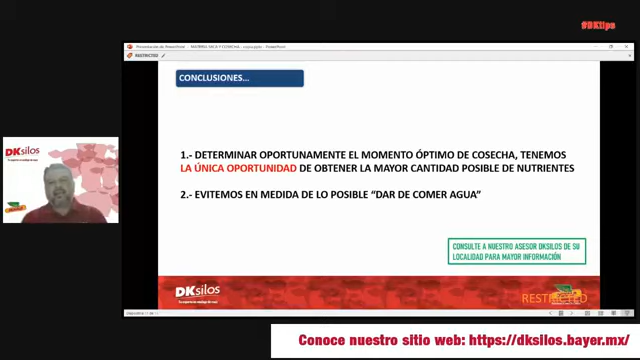 #DKtips
RESTRICTED
CONCLUSIONES...
DKsilos
1.- DETERMINAR OPORTUNAMENTE EL MOMENTO ÓPTIMO DE COSECHA, TENEMOS
LA ÚNICA OPORTUNIDAD DE OBTENER LA MAYOR CANTIDAD POSIBLE DE NUTRIENTES
2.- EVITEMOS EN MEDIDA DE LO POSIBLE “DAR DE COMER AGUA”
CONSULTE A NUESTRO ASESOR DKSILOS DE SU
LOCALIDAD PARA MAYOR INFORMACIÓN
DKsilos
RESTRICTED
Conoce nuestro sitio web: https://dksilos.bayer.mx/